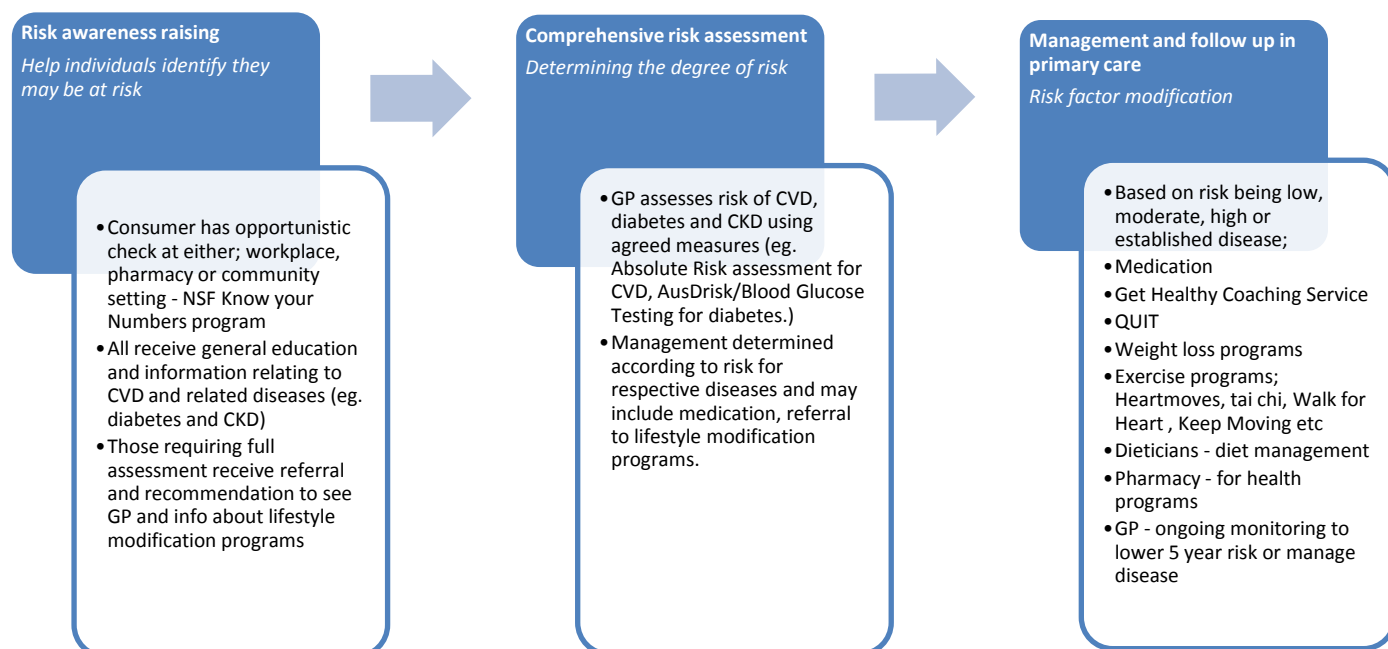 Risk awareness raising
Help individuals identify they
may be at risk
•Consumer has opportunistic
check at either; workplace,
pharmacy or community
setting - NSF Know your
Numbers program
•All receive general education
and information relating to
CVD and related diseases (eg.
diabetes and CKD)
•Those requiring full
assessment receive referral
and recommendation to see
GP and info about lifestyle
modification programs
Comprehensive risk assessment
Determining the degree of risk
•GP assesses risk of CVD,
diabetes and CKD using
agreed measures (eg.
Absolute Risk assessment for
CVD, AusDrisk/Blood Glucose
Testing for diabetes.)
•Management determined
according to risk for
respective diseases and may
include medication, referral
to lifestyle modification
programs.
Management and follow up in
primary care
Risk factor modification
•Based on risk being low,
moderate, high or
established disease;
•Medication
•Get Healthy Coaching Service
•QUIT
•Weight loss programs
•Exercise programs;
Heartmoves, tai chi, Walk for
Heart , Keep Moving etc
•Dieticians - diet management
•Pharmacy - for health
programs
•GP - ongoing monitoring to
lower 5 year risk or manage
disease